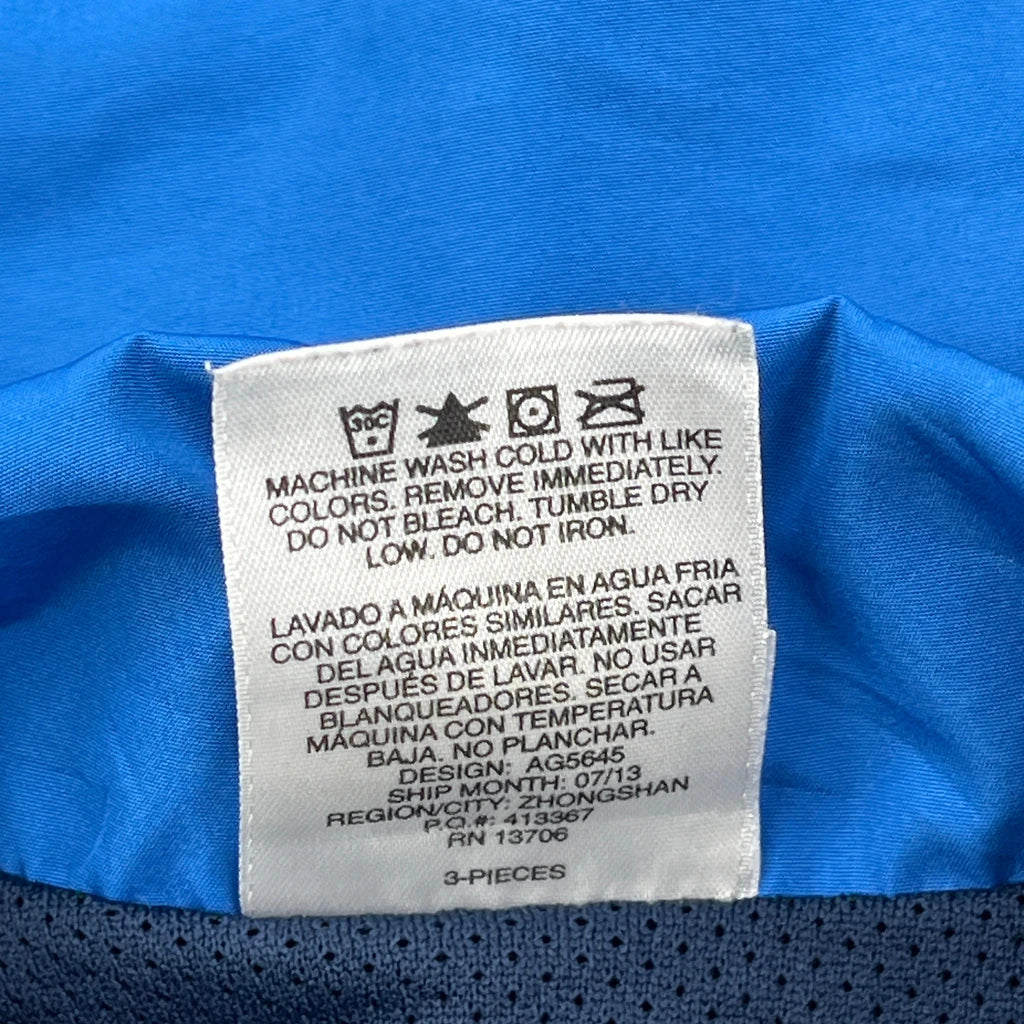 30C
MACHINE WASH COLD WITH LIKE
COLORS. REMOVE IMMEDIATELY.
DO NOT BLEACH. TUMBLE DRY
LOW. DO NOT IRON.
LAVADO A MÁQUINA EN AGUA FRIA
CON COLORES SIMILARES. SACAR
DEL AGUA INMEDIATAMENTE
DESPUÉS DE LAVAR. NO USAR
BLANQUEADORES. SECAR A
MÁQUINA CON TEMPERATURA
BAJA. NO PLANCHAR.
DESIGN: AG5645
SHIP MONTH: 07/13
REGION/CITY: ZHONGSHAN
P.O.#: 413367
RN 13706
3-PIECES